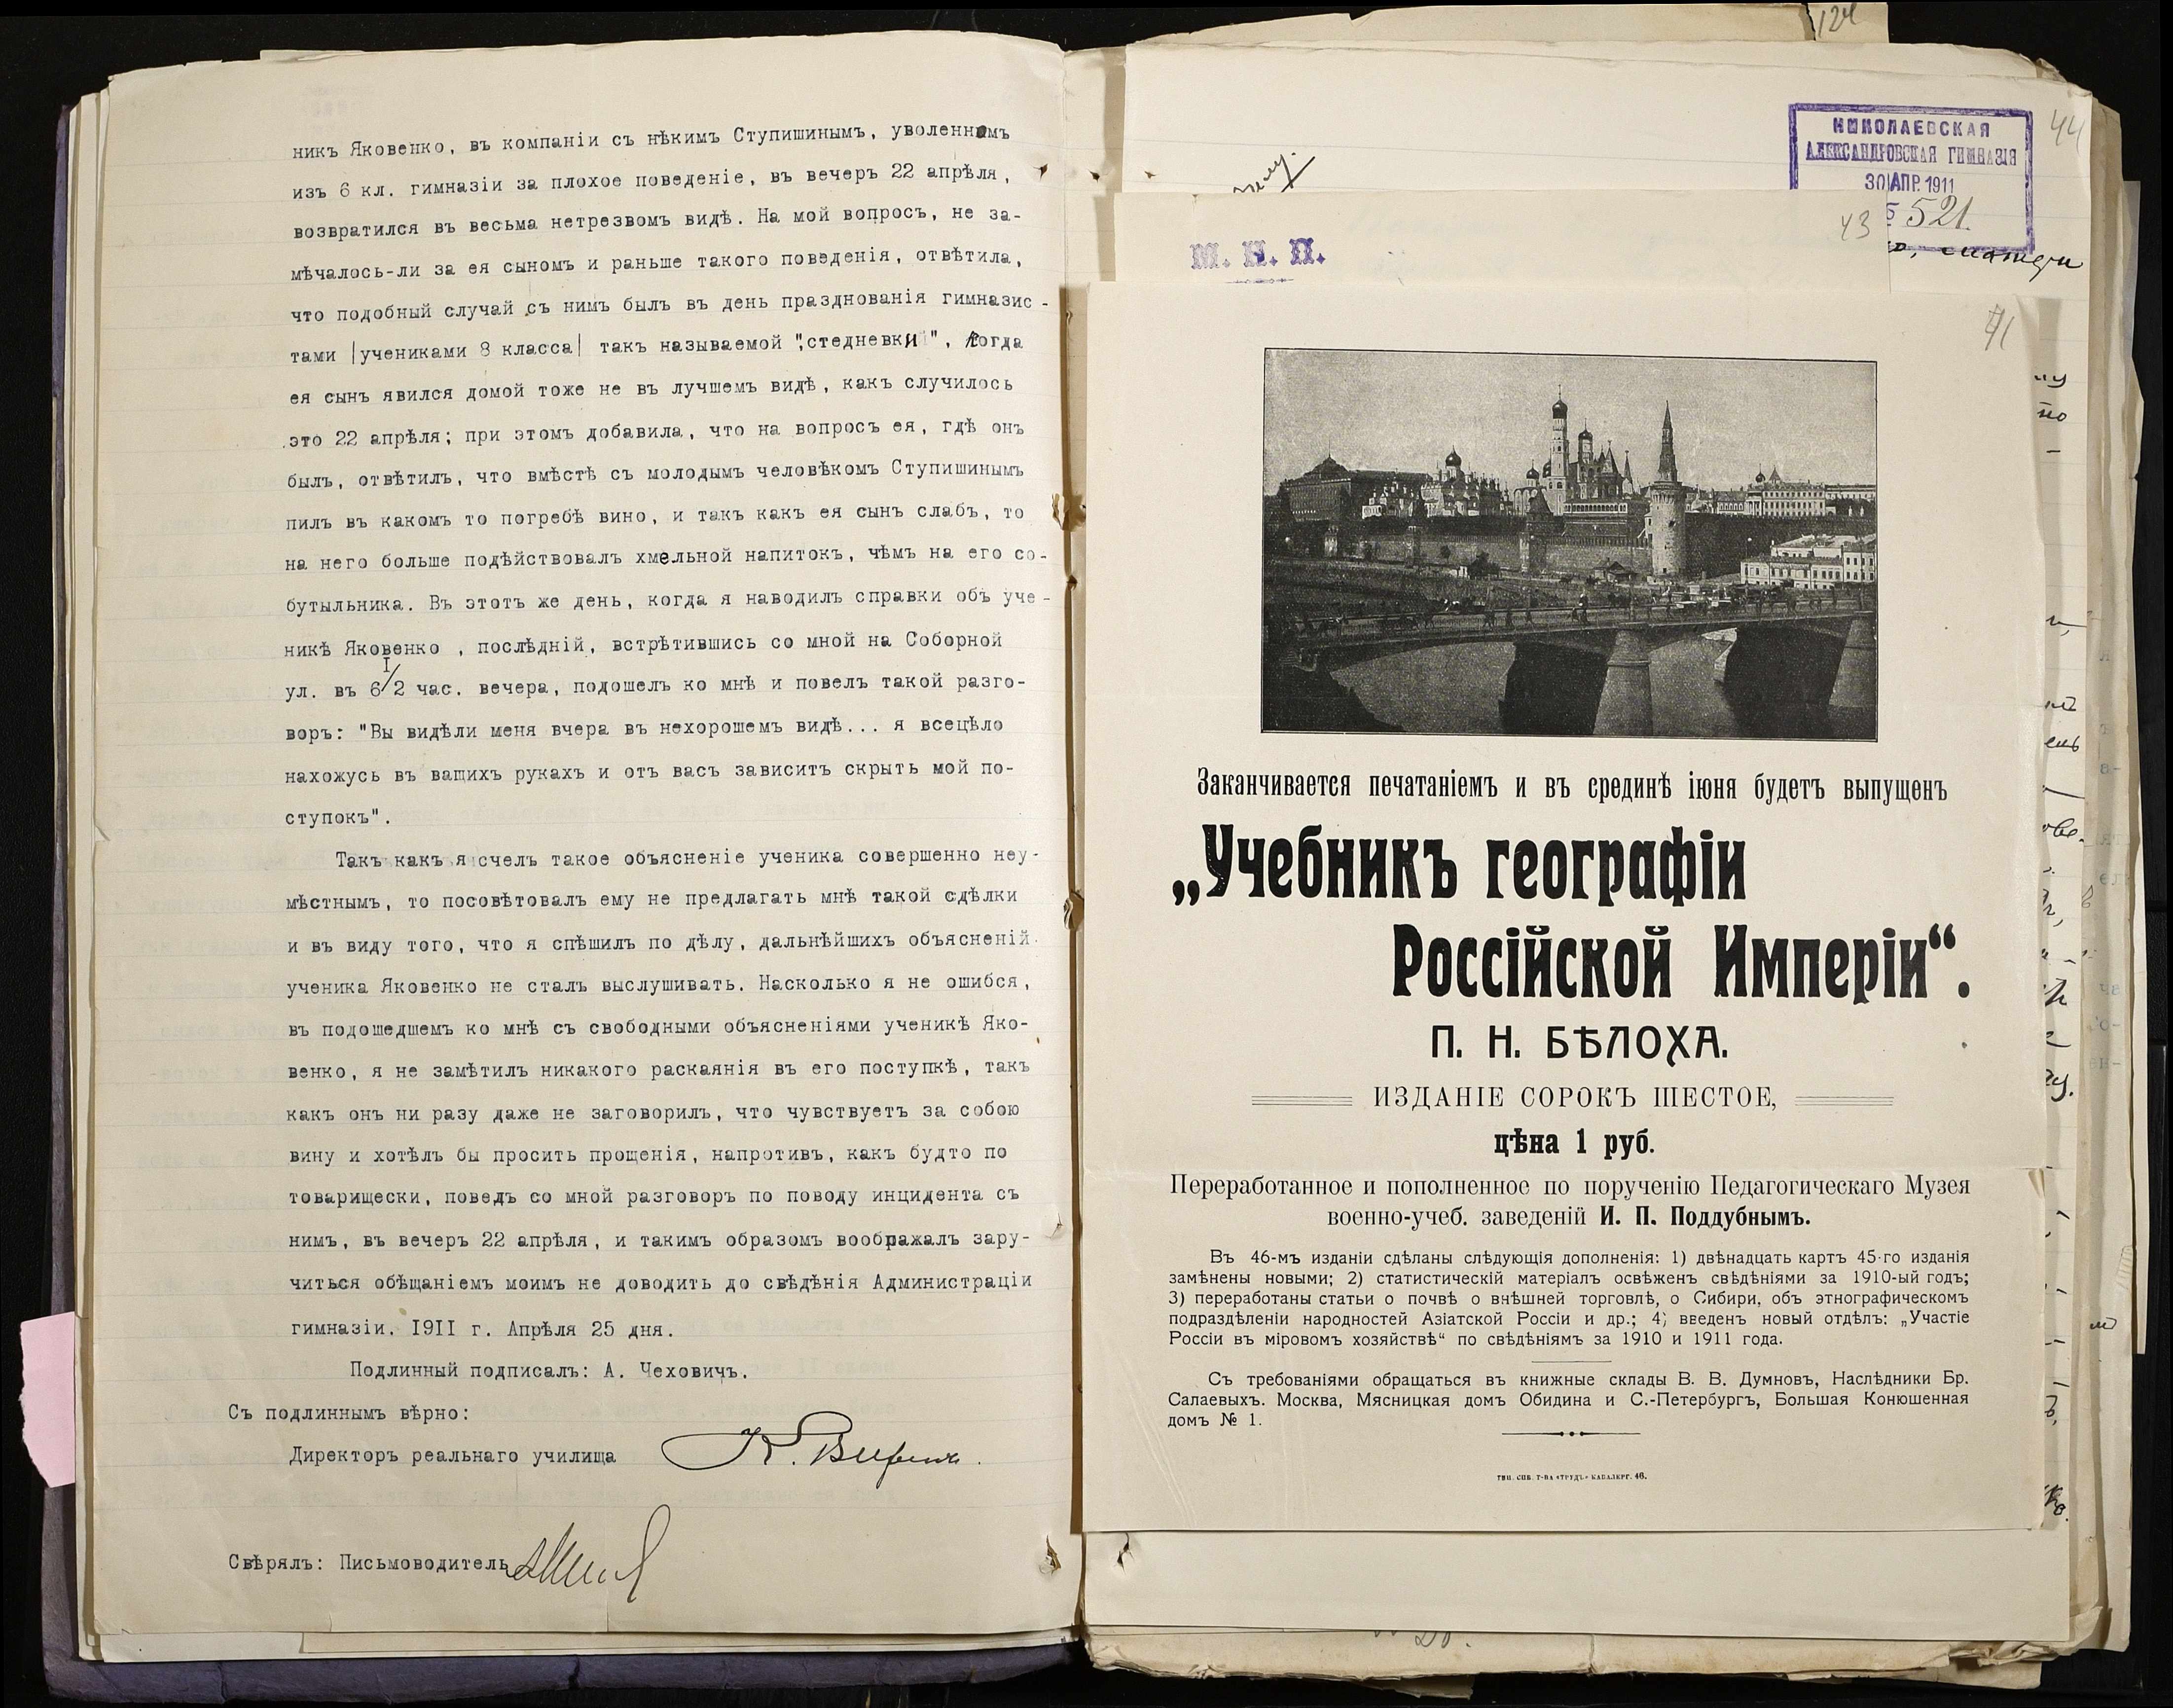 никъ Яковенко, въ компаніи съ нѣкимъ Ступишинымъ, уволеннымъ
изъ 6 кл. гимназіи за плохое поведеніе, въ вечеръ 22 апрѣля,
возвратился въ весьма нетрезвомъ видѣ. На мой вопросъ, не за-
мѣчалось-ли за ея сыномъ и раньше такого поведенія, отвѣтила,
что подобный случай съ нимъ былъ въ день празднованія гимназис-
тами |учениками 8 класса| такъ называемой "стедневки", когда
ея сынъ явился домой тоже не въ лучшемъ видѣ, какъ случилось
это 22 апрѣля; при этомъ добавила, что на вопросъ ея, гдѣ онъ
былъ, отвѣтилъ, что вмѣстѣ съ молодымъ человѣкомъ Ступишинымъ
пилъ въ какомъ то погребѣ вино, и такъ какъ ея сынъ слабъ, то
на него больше подѣйствовалъ хмельной напитокъ, чѣмъ на его со-
бутыльника. Въ этотъ же день, когда я наводилъ справки объ уче-
никѣ Яковенко , послѣдній, встрѣтившись со мной на Соборной
ул. въ 6 I/2 час. вечера, подошелъ ко мнѣ и повелъ такой разго-
воръ: "Вы видѣли меня вчера въ нехорошемъ видѣ... я всецѣло
нахожусь въ ващихъ рукахъ и отъ васъ зависитъ скрыть мой по-
ступокъ".
Такъ какъ я счелъ такое объясненіе ученика совершенно неу-
мѣстнымъ, то посовѣтовалъ ему не предлагать мнѣ такой сдѣлки
и въ виду того, что я спѣшилъ по дѣлу, дальнѣйшихъ объясненій
ученика Яковенко не сталъ выслушивать. Насколько я не ошибся,
въ подошедшемъ ко мнѣ съ свободными объясненіями ученикѣ Яко-
венко, я не замѣтилъ никакого раскаянія въ его поступкѣ, такъ
какъ онъ ни разу даже не заговорилъ, что чувствуетъ за собою
вину и хотѣлъ бы просить прощенія, напротивъ, какъ будто по
товарищески, поведъ со мной разговоръ по поводу инцидента съ
нимъ, въ вечеръ 22 апрѣля, и такимъ образомъ воображалъ зару-
читься обѣщаніемъ моимъ не доводить до свѣдѣнія Администраціи
гимназіи. I9II г. Апрѣля 25 дня.
Подлинный подписалъ: А. Чеховичъ.
Съ подлиннымъ вѣрно:
Директоръ реальнаго училища
Свѣрялъ: Письмоводитель
124
44
НИКОЛАЕВСКАЯ
АЛЕКСАНДРОВСКАЯ ГИМНАЗІЯ
30 АПР. 1911
521.
43
М. Н. П.
41
Заканчивается печатаніемъ и въ срединѣ іюня будетъ выпущенъ
„Учебникъ географіи
Россійской Имперіи“.
П. Н. БѢЛОХА.
ИЗДАНІЕ СОРОКЪ ШЕСТОЕ,
цѣна 1 руб.
Переработанное и пополненное по порученію Педагогическаго Музея
военно-учеб. заведеній И. П. Поддубнымъ.
Въ 46-мъ изданіи сдѣланы слѣдующія дополненія: 1) двѣнадцать картъ 45-го изданія
замѣнены новыми; 2) статистическій матеріалъ освѣженъ свѣдѣніями за 1910-ый годъ;
3) переработаны статьи о почвѣ о внѣшней торговлѣ, о Сибири, объ этнографическомъ
подраздѣленіи народностей Азіатской Россіи и др.; 4) введенъ новый отдѣлъ: „Участіе
Россіи въ міровомъ хозяйствѣ“ по свѣдѣніямъ за 1910 и 1911 года.
Съ требованіями обращаться въ книжные склады В. В. Думновъ, Наслѣдники Бр.
Салаевыхъ. Москва, Мясницкая домъ Обидина и С.-Петербургъ, Большая Конюшенная
домъ № 1.
ТИП. СПБ. Т-ВА «ТРУДЪ» КАВАЛЕРГ. 46.